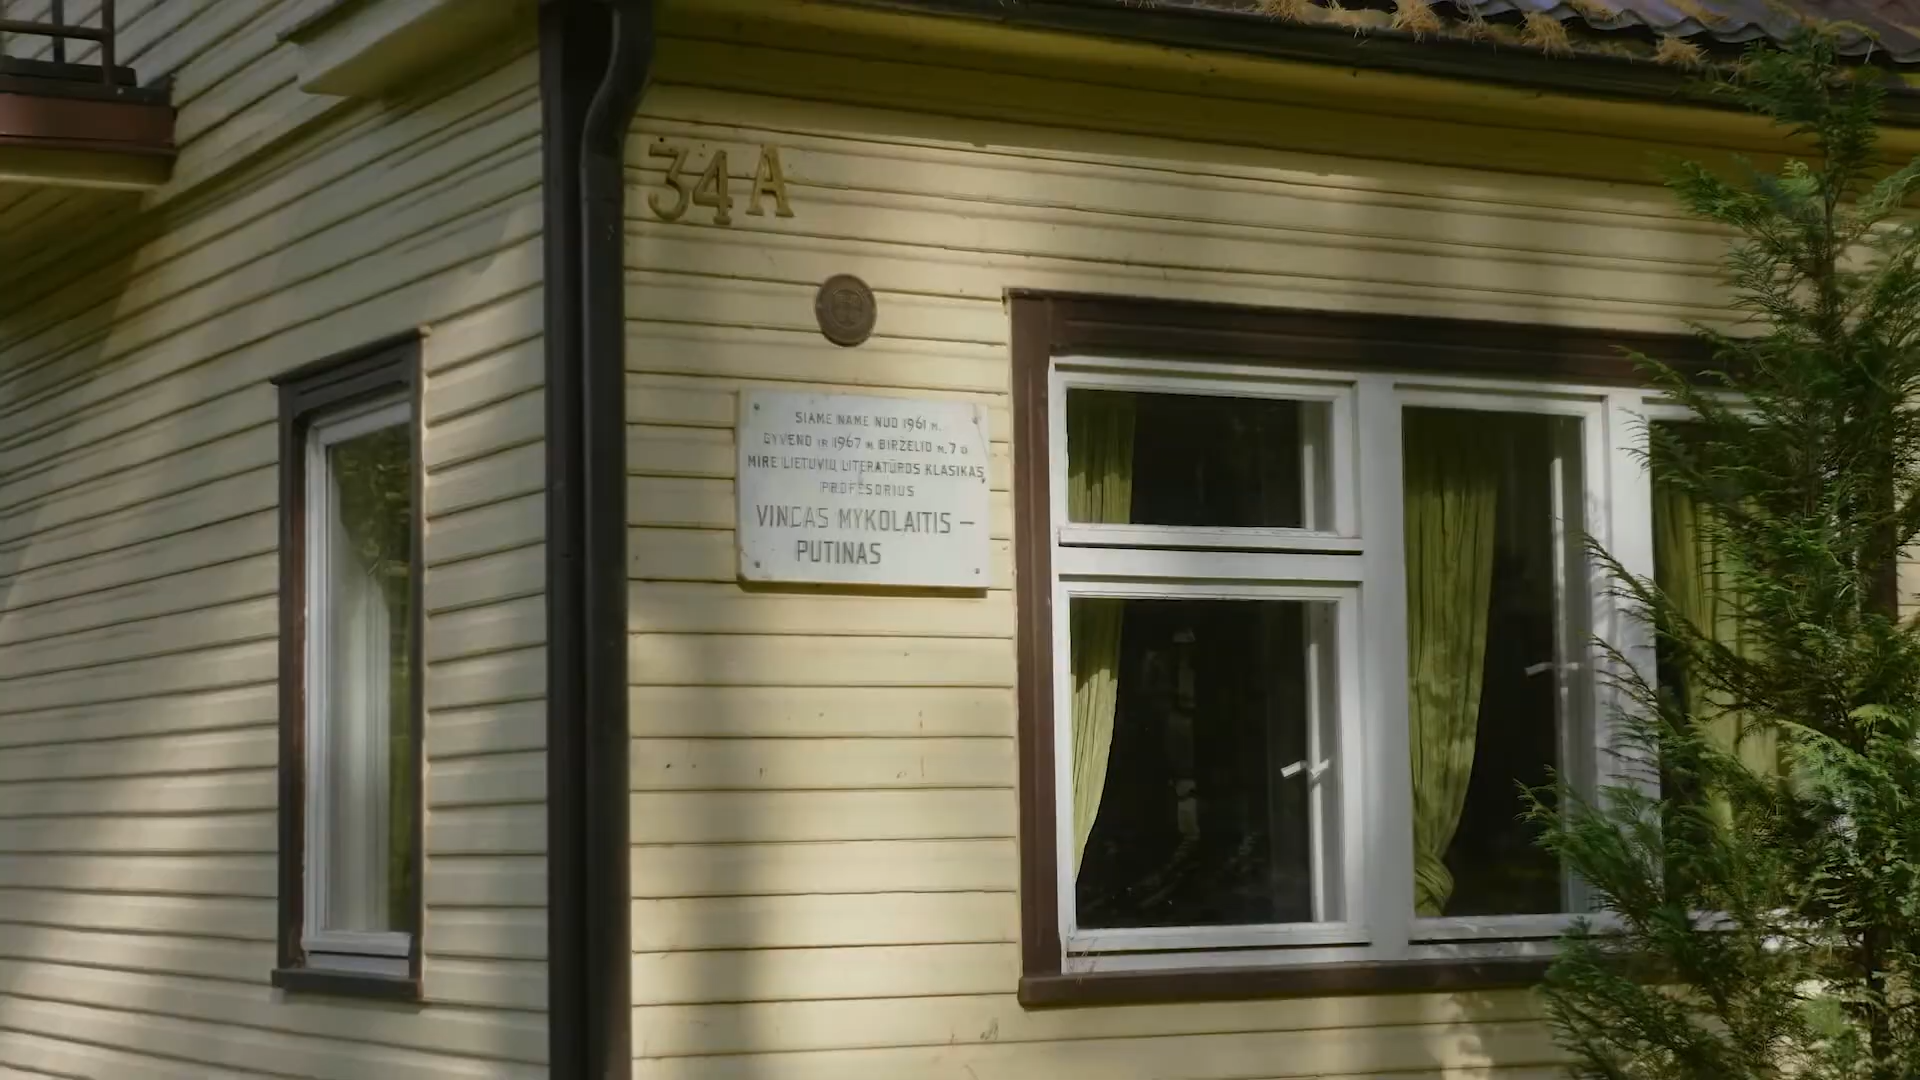 34A
ŠIAME NAME NUO 1961 M.
GYVENO IR 1967 M. BIRŽELIO M. 7 D
MIRĖ LIETUVIŲ LITERATŪROS KLASIKAS,
PROFESORIUS
VINCAS MYKOLAITIS –
PUTINAS